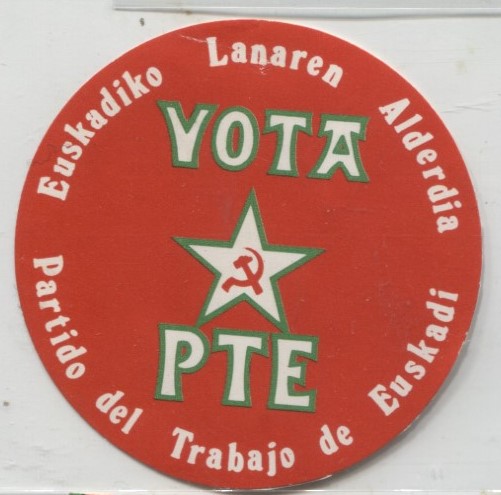 Euskadiko Lanaren Alderdia
VOTA
PTE
Partido del Trabajo de Euskadi